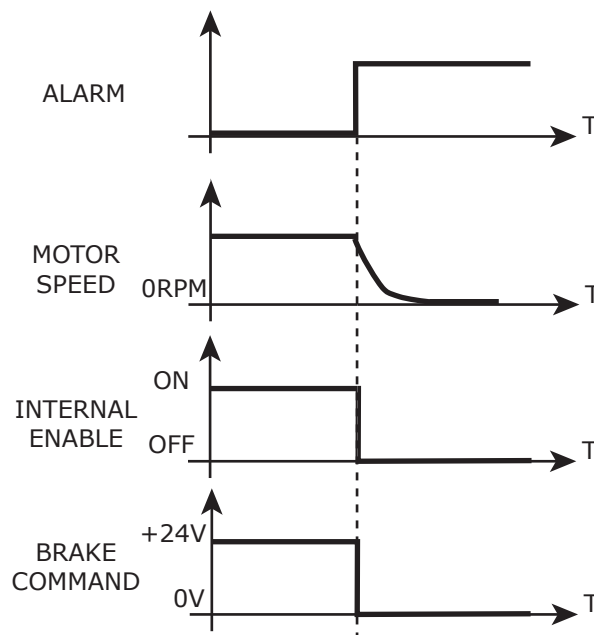 ALARM
T
MOTOR
SPEED
0RPM
T
ON
INTERNAL
ENABLE
OFF
T
+24V
BRAKE
COMMAND
0V
T